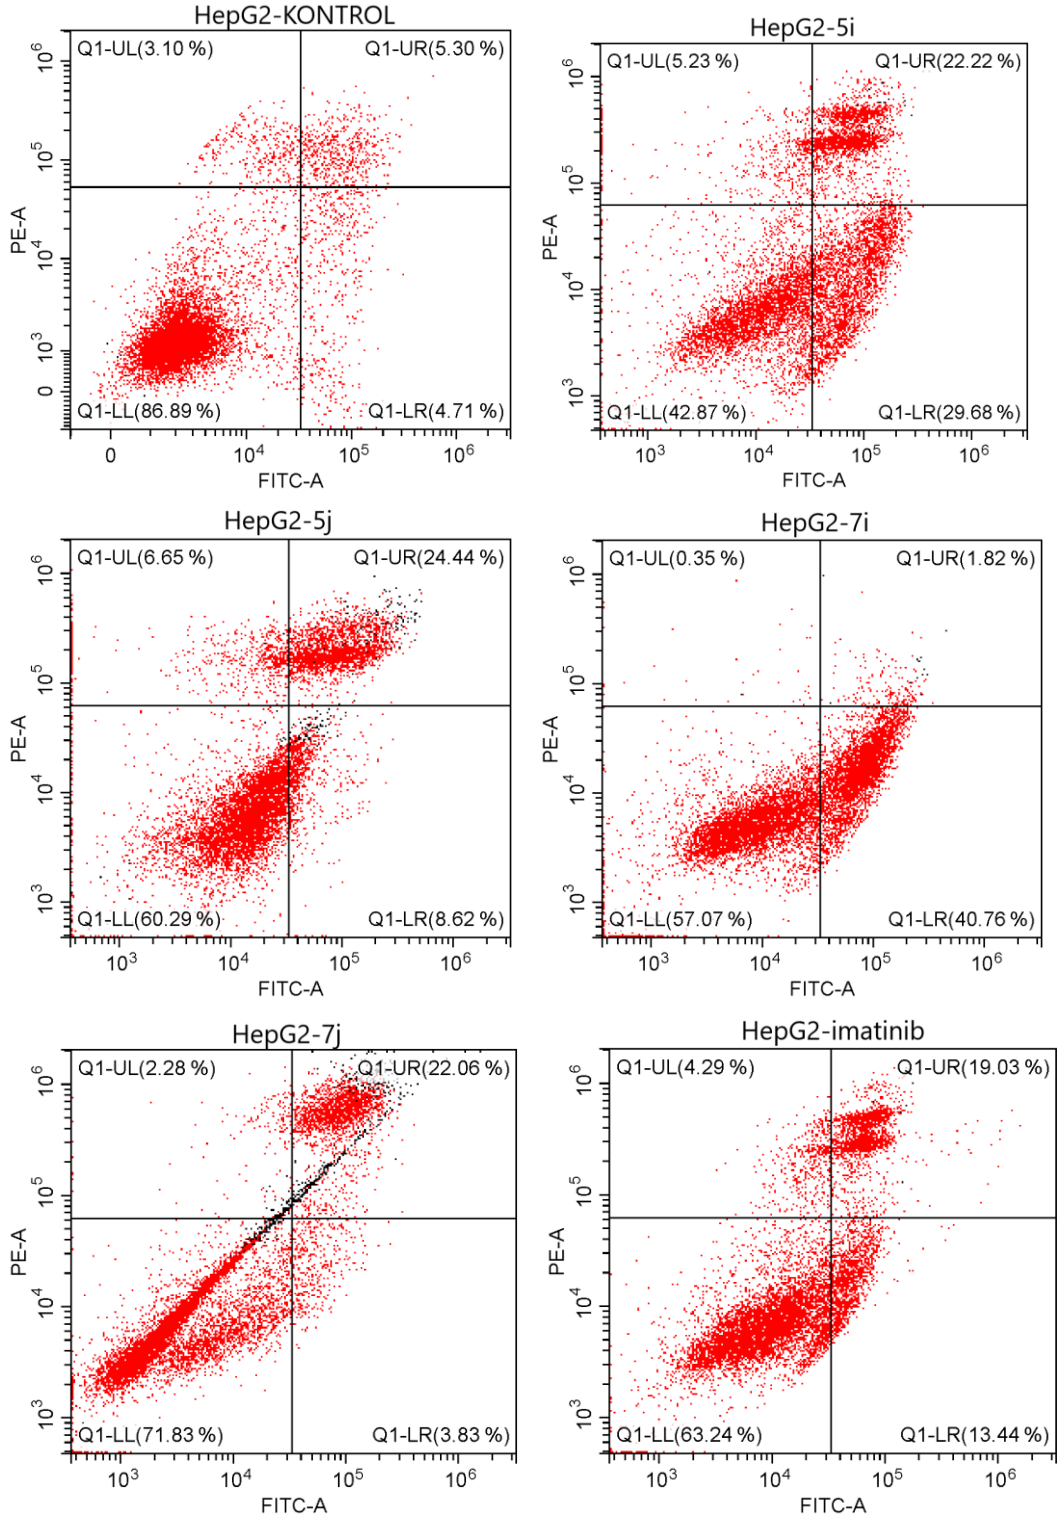 HepG2-KONTROL
Q1-UL(3.10 %) Q1-UR(5.30 %)
10^6
10^5
10^4
10^3
0
PE-A
Q1-LL(86.89 %) Q1-LR(4.71 %)
0 10^4 10^5 10^6
FITC-A
HepG2-5i
Q1-UL(5.23 %) Q1-UR(22.22 %)
10^6
10^5
10^4
10^3
PE-A
Q1-LL(42.87 %) Q1-LR(29.68 %)
10^3 10^4 10^5 10^6
FITC-A
HepG2-5j
Q1-UL(6.65 %) Q1-UR(24.44 %)
10^6
10^5
10^4
10^3
PE-A
Q1-LL(60.29 %) Q1-LR(8.62 %)
10^3 10^4 10^5 10^6
FITC-A
HepG2-7i
Q1-UL(0.35 %) Q1-UR(1.82 %)
10^6
10^5
10^4
10^3
PE-A
Q1-LL(57.07 %) Q1-LR(40.76 %)
10^3 10^4 10^5 10^6
FITC-A
HepG2-7j
Q1-UL(2.28 %) Q1-UR(22.06 %)
10^6
10^5
10^4
10^3
PE-A
Q1-LL(71.83 %) Q1-LR(3.83 %)
10^3 10^4 10^5 10^6
FITC-A
HepG2-imatinib
Q1-UL(4.29 %) Q1-UR(19.03 %)
10^6
10^5
10^4
10^3
PE-A
Q1-LL(63.24 %) Q1-LR(13.44 %)
10^3 10^4 10^5 10^6
FITC-A